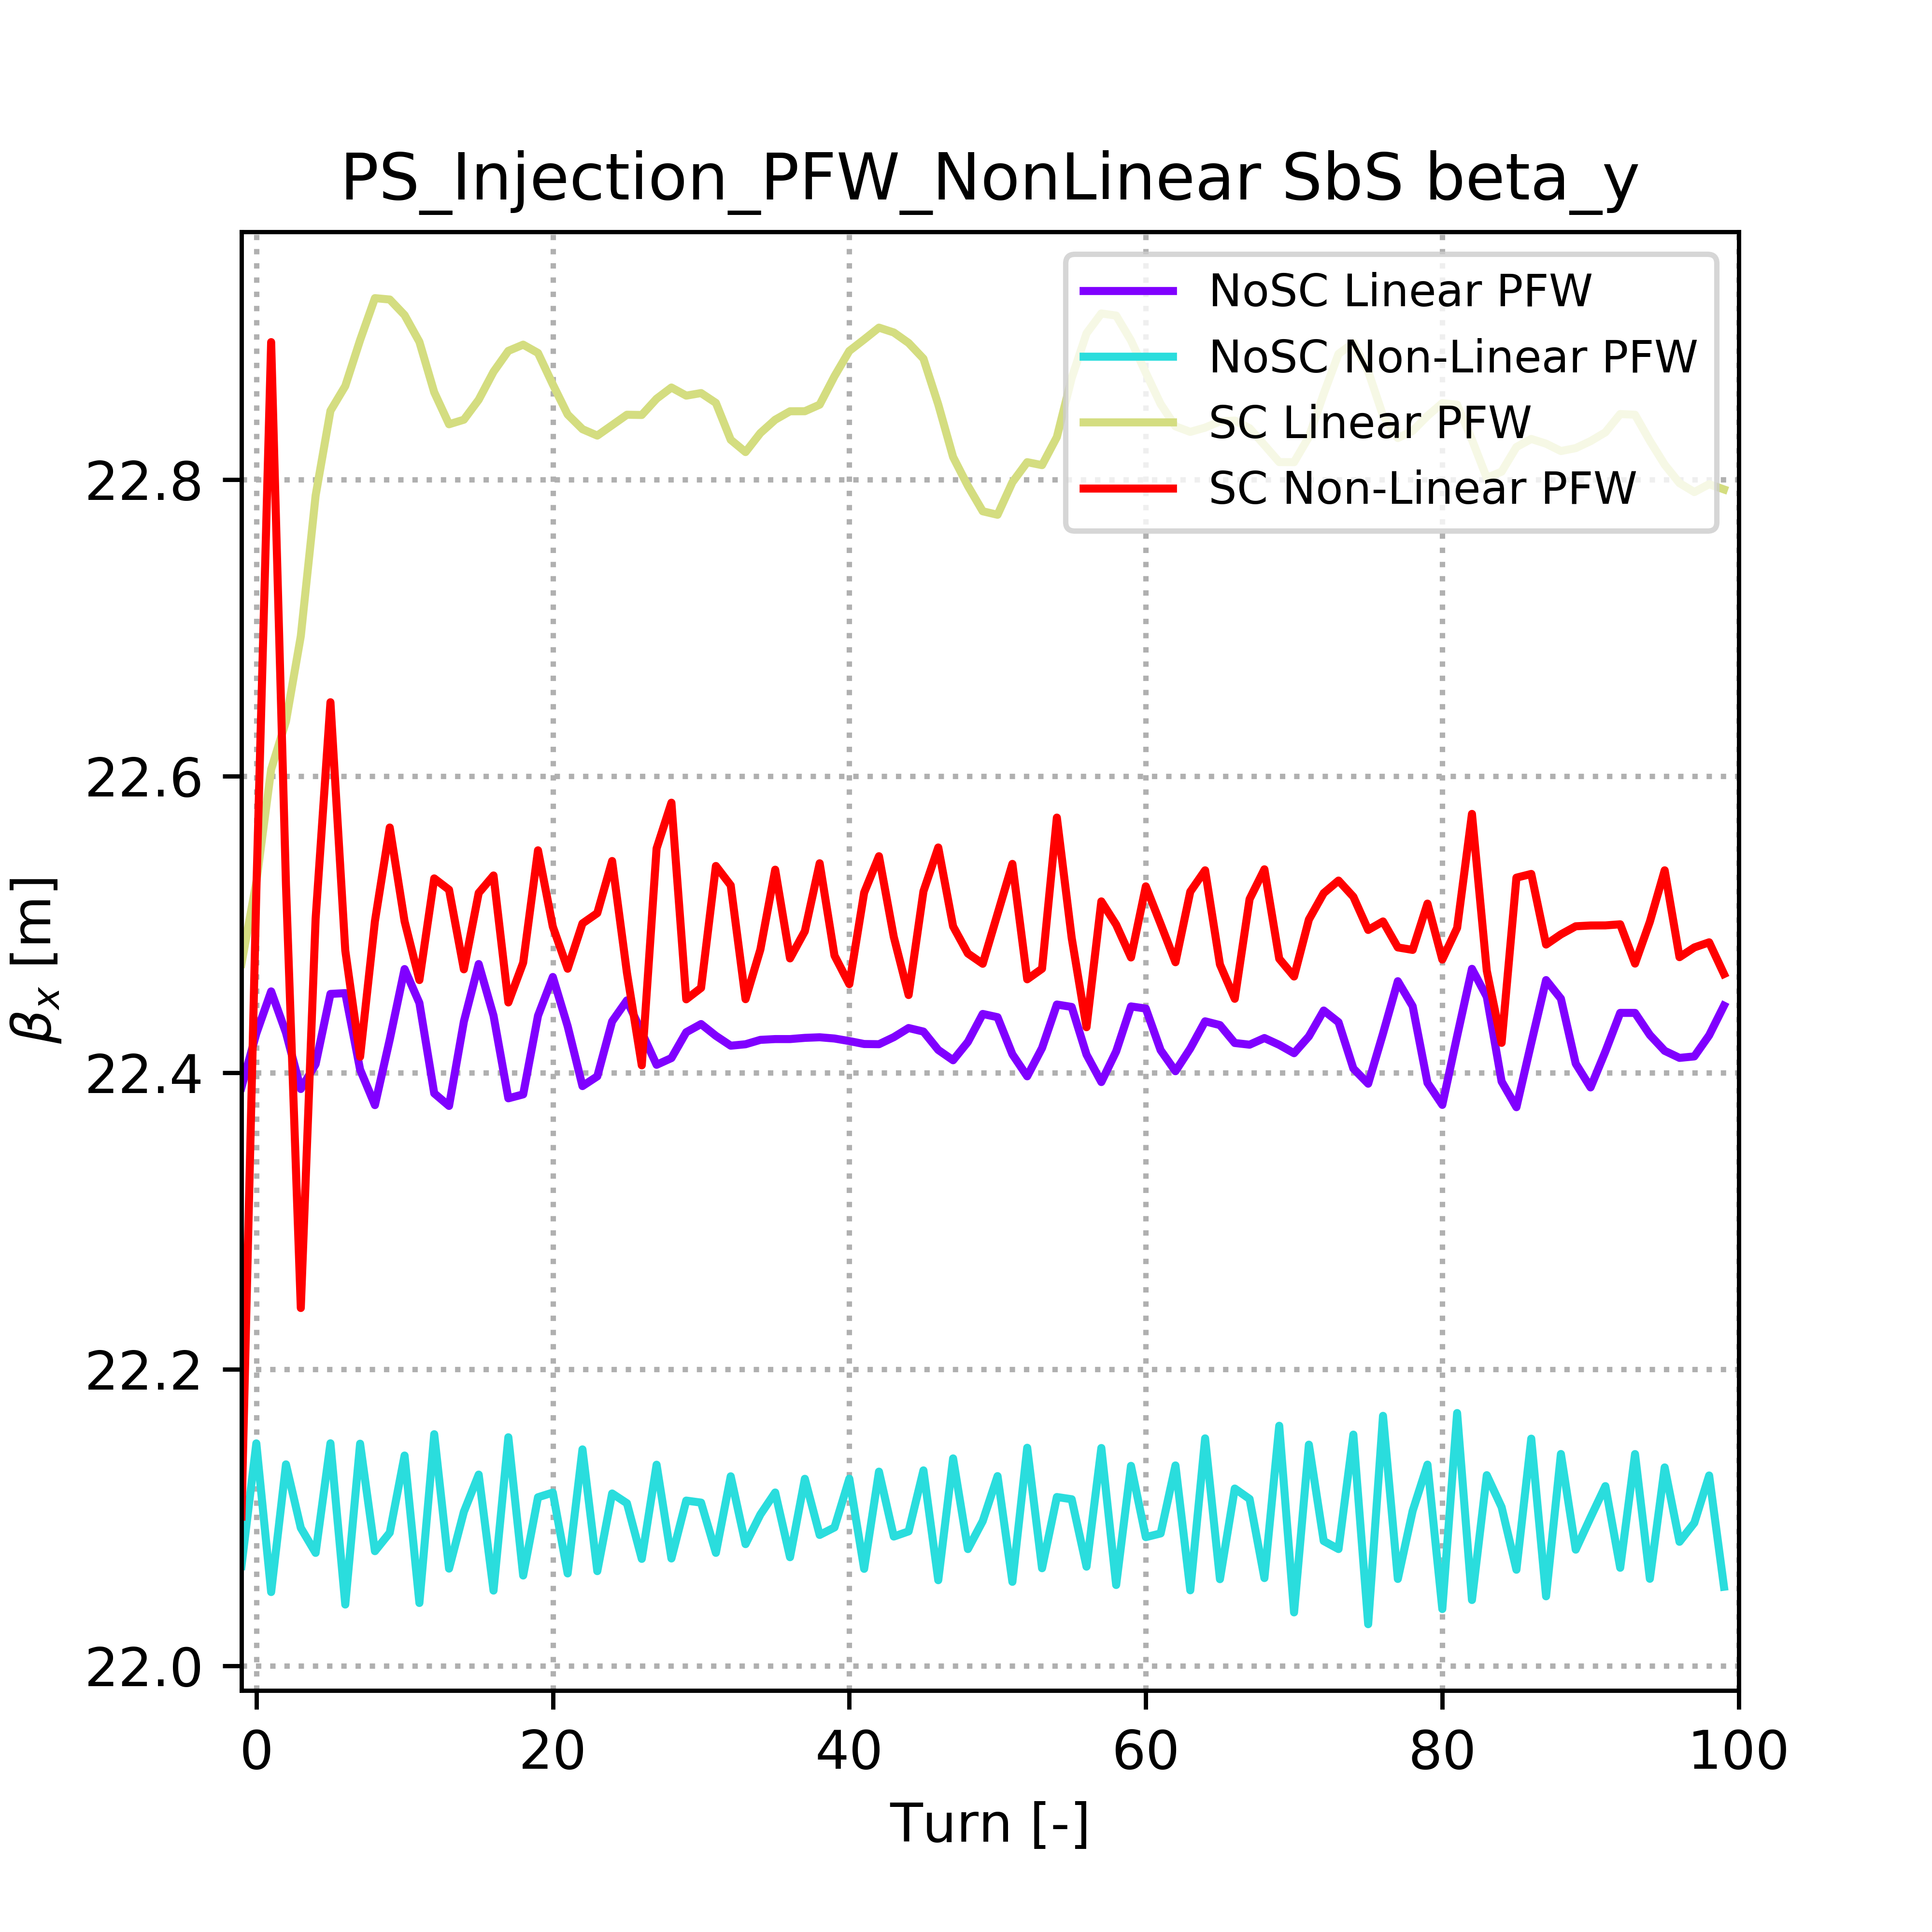 PS_Injection_PFW_NonLinear SbS beta_y
NoSC Linear PFW
NoSC Non-Linear PFW
SC Linear PFW
SC Non-Linear PFW
22.8
22.6
22.4
22.2
22.0
βx [m]
0 20 40 60 80 100
Turn [-]